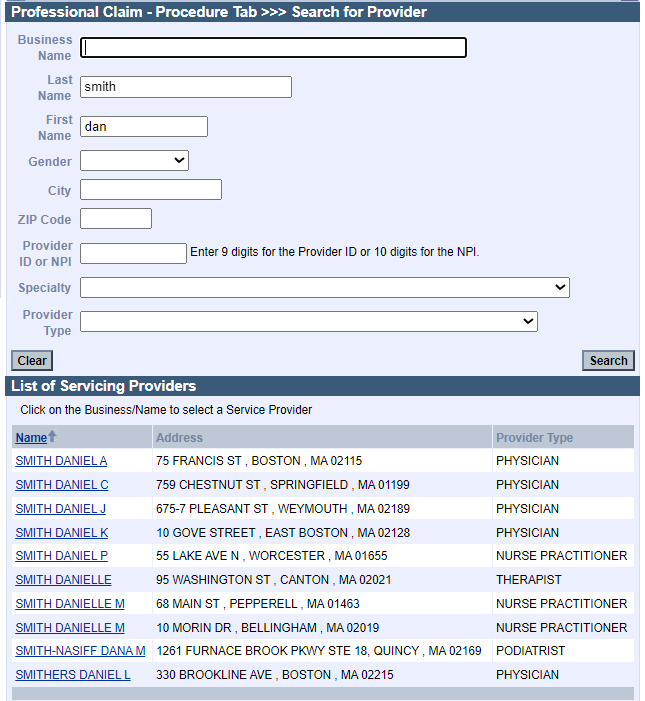 Professional Claim - Procedure Tab >>> Search for Provider
Business
Name
Last
Name
smith
First
Name
dan
Gender
City
ZIP Code
Provider
ID or NPI
Enter 9 digits for the Provider ID or 10 digits for the NPI.
Specialty
Provider
Type
Clear Search
List of Servicing Providers
Click on the Business/Name to select a Service Provider
Name Address Provider Type
SMITH DANIEL A 75 FRANCIS ST , BOSTON , MA 02115 PHYSICIAN
SMITH DANIEL C 759 CHESTNUT ST , SPRINGFIELD , MA 01199 PHYSICIAN
SMITH DANIEL J 675-7 PLEASANT ST , WEYMOUTH , MA 02189 PHYSICIAN
SMITH DANIEL K 10 GOVE STREET , EAST BOSTON , MA 02128 PHYSICIAN
SMITH DANIEL P 55 LAKE AVE N , WORCESTER , MA 01655 NURSE PRACTITIONER
SMITH DANIELLE 95 WASHINGTON ST , CANTON , MA 02021 THERAPIST
SMITH DANIELLE M 68 MAIN ST , PEPPERELL , MA 01463 NURSE PRACTITIONER
SMITH DANIELLE M 10 MORIN DR , BELLINGHAM , MA 02019 NURSE PRACTITIONER
SMITH-NASIFF DANA M 1261 FURNACE BROOK PKWY STE 18, QUINCY , MA 02169 PODIATRIST
SMITHERS DANIEL L 330 BROOKLINE AVE , BOSTON , MA 02215 PHYSICIAN